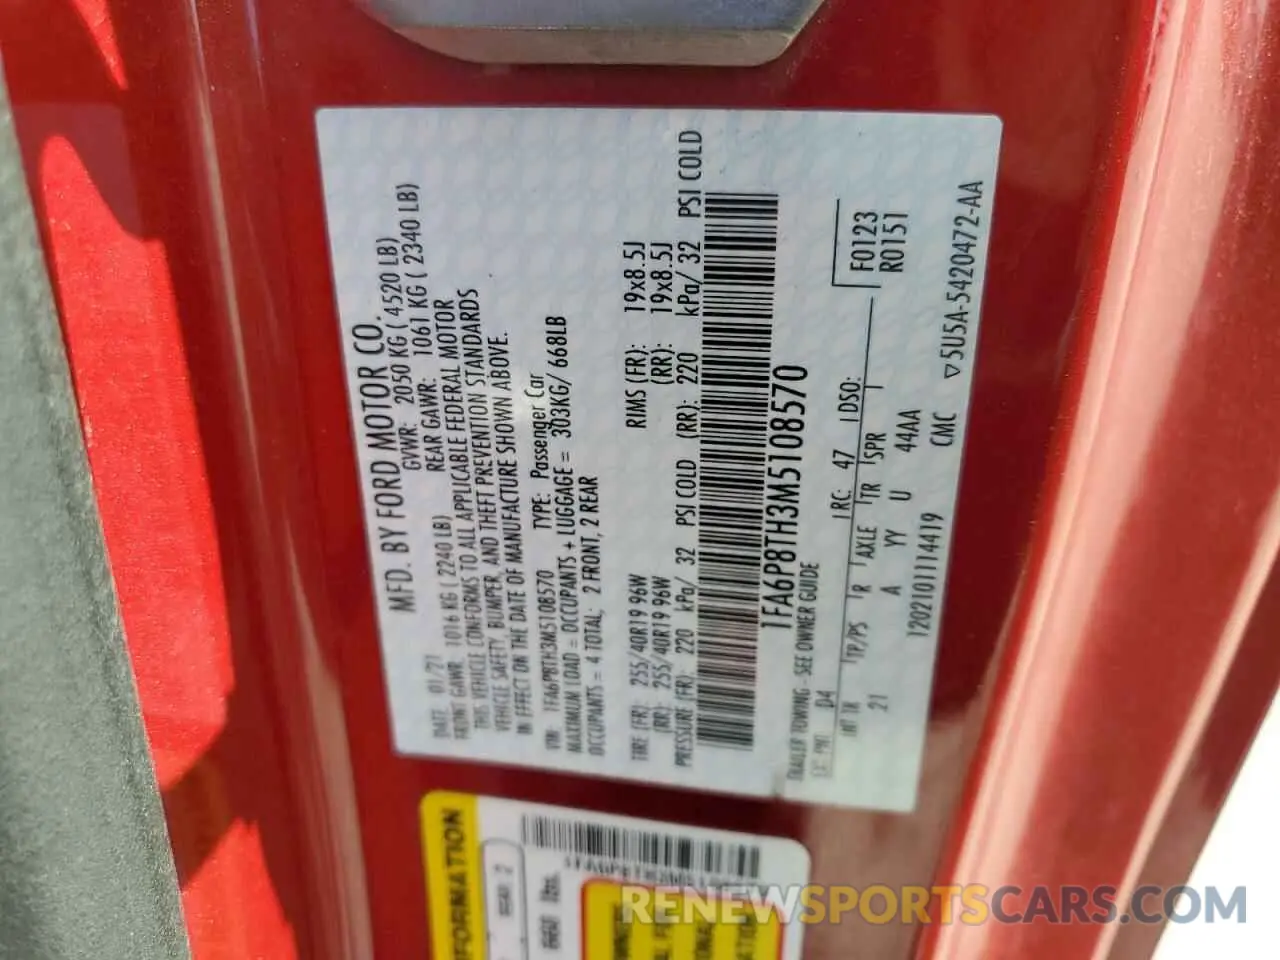 MFD. BY FORD MOTOR CO.
DATE: 01/21 GVWR: 2050 KG ( 4520 LB)
FRONT GAWR: 1016 KG ( 2240 LB) REAR GAWR: 1061 KG ( 2340 LB)
THIS VEHICLE CONFORMS TO ALL APPLICABLE FEDERAL MOTOR
VEHICLE SAFETY, BUMPER, AND THEFT PREVENTION STANDARDS
IN EFFECT ON THE DATE OF MANUFACTURE SHOWN ABOVE.
VIN: 1FA6P8TH3M5108570 TYPE: Passenger Car
MAXIMUM LOAD = OCCUPANTS + LUGGAGE = 303KG/ 668LB
OCCUPANTS = 4 TOTAL; 2 FRONT, 2 REAR
TIRE (FR): 255/40R19 96W RIMS (FR): 19x8.5J
(RR): 255/40R19 96W (RR): 19x8.5J
PRESSURE (FR): 220 kPa/ 32 PSI COLD (RR): 220 kPa/ 32 PSI COLD
1FA6P8TH3M5108570
TRAILER TOWING - SEE OWNER GUIDE
EXT PNT: D4 RC: 47 DSO:
INT TR TP/PS R AXLE TR SPR
21 A YY U 44AA
F0123
R0151
1202101114419 CMC
▽5U5A-5420472-AA
REAR 2
lbs.
RENEWSPORTSCARS.COM